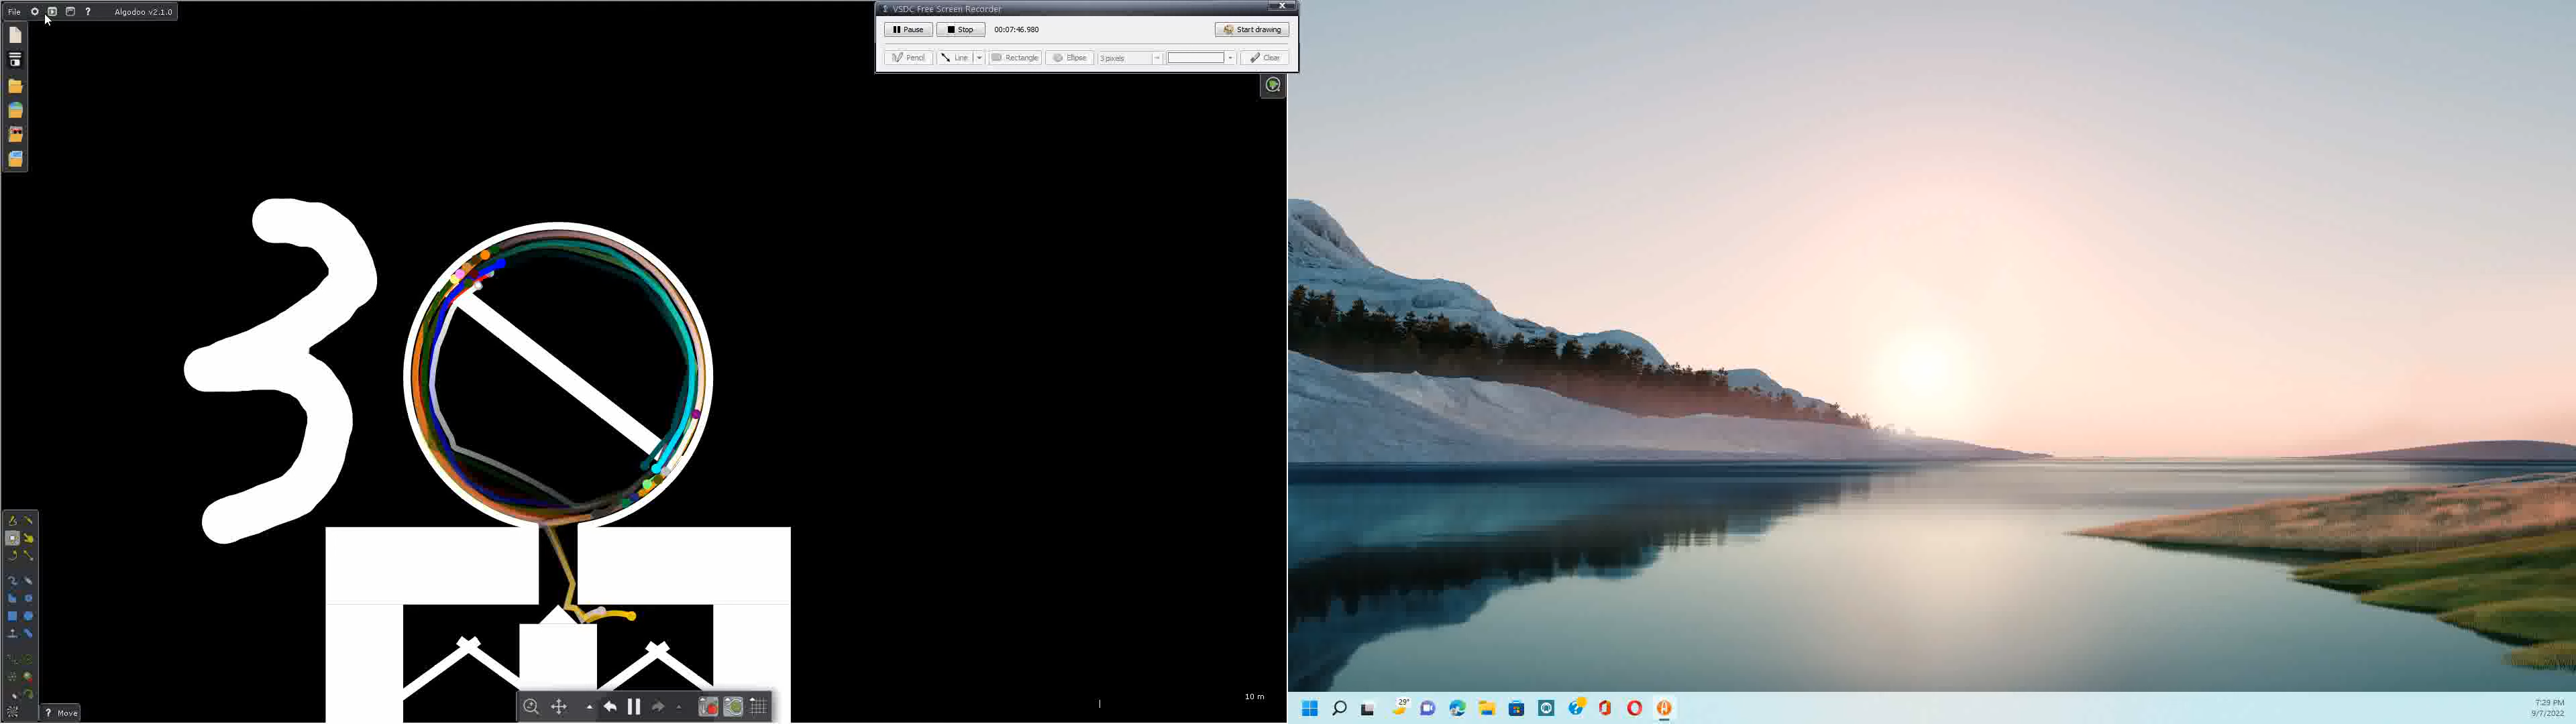 File ? Algodoo v2.1.0
VSDC Free Screen Recorder
Pause Stop 00:07:46.980 Start drawing
Pencil Line Rectangle Ellipse 3 pixels Clear
3
10 m
? Move
29°
7:29 PM
9/7/2022